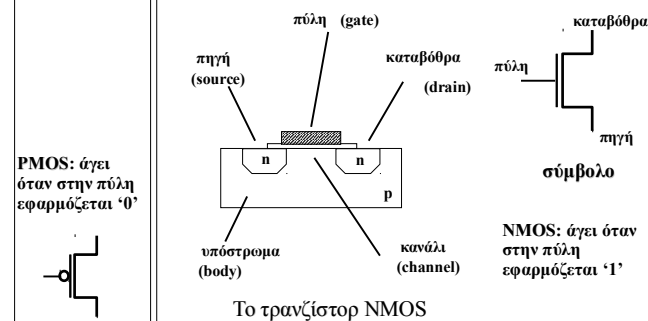 PMOS: άγει
όταν στην πύλη
εφαρμόζεται ‘0’
πύλη (gate)
πηγή
(source)
καταβόθρα
(drain)
n
n
p
υπόστρωμα
(body)
κανάλι
(channel)
Το τρανζίστορ NMOS
καταβόθρα
πύλη
πηγή
σύμβολο
NMOS: άγει όταν
στην πύλη
εφαρμόζεται ‘1’